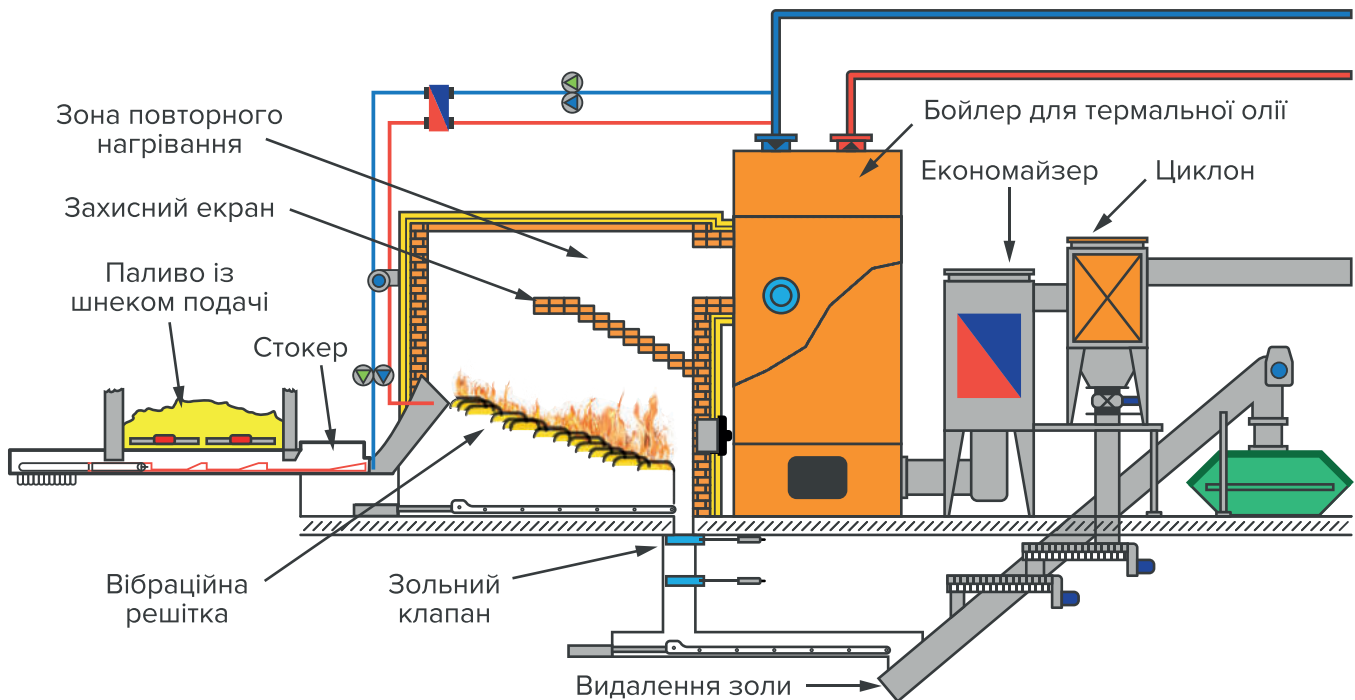 Зона повторного
нагрівання
Захисний екран
Паливо із
шнеком подачі
Стокер
Бойлер для термальної олії
Економайзер
Циклон
Вібраційна
решітка
Зольний
клапан
Видалення золи